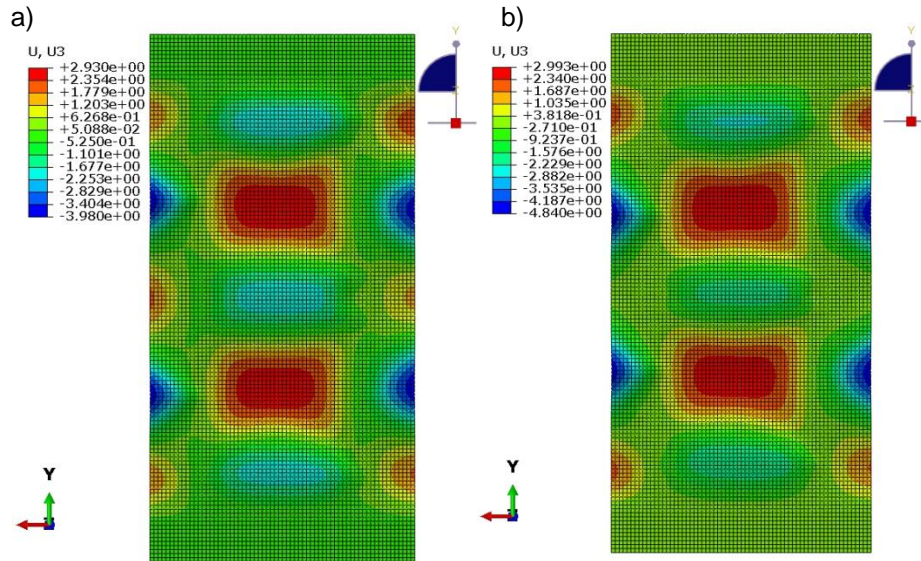 a)
U, U3
+2.930e+00
+2.354e+00
+1.779e+00
+1.203e+00
+6.268e-01
+5.088e-02
-5.250e-01
-1.101e+00
-1.677e+00
-2.253e+00
-2.829e+00
-3.404e+00
-3.980e+00
Y
Y
b)
U, U3
+2.993e+00
+2.340e+00
+1.687e+00
+1.035e+00
+3.818e-01
-2.710e-01
-9.237e-01
-1.576e+00
-2.229e+00
-2.882e+00
-3.535e+00
-4.187e+00
-4.840e+00
Y
Y